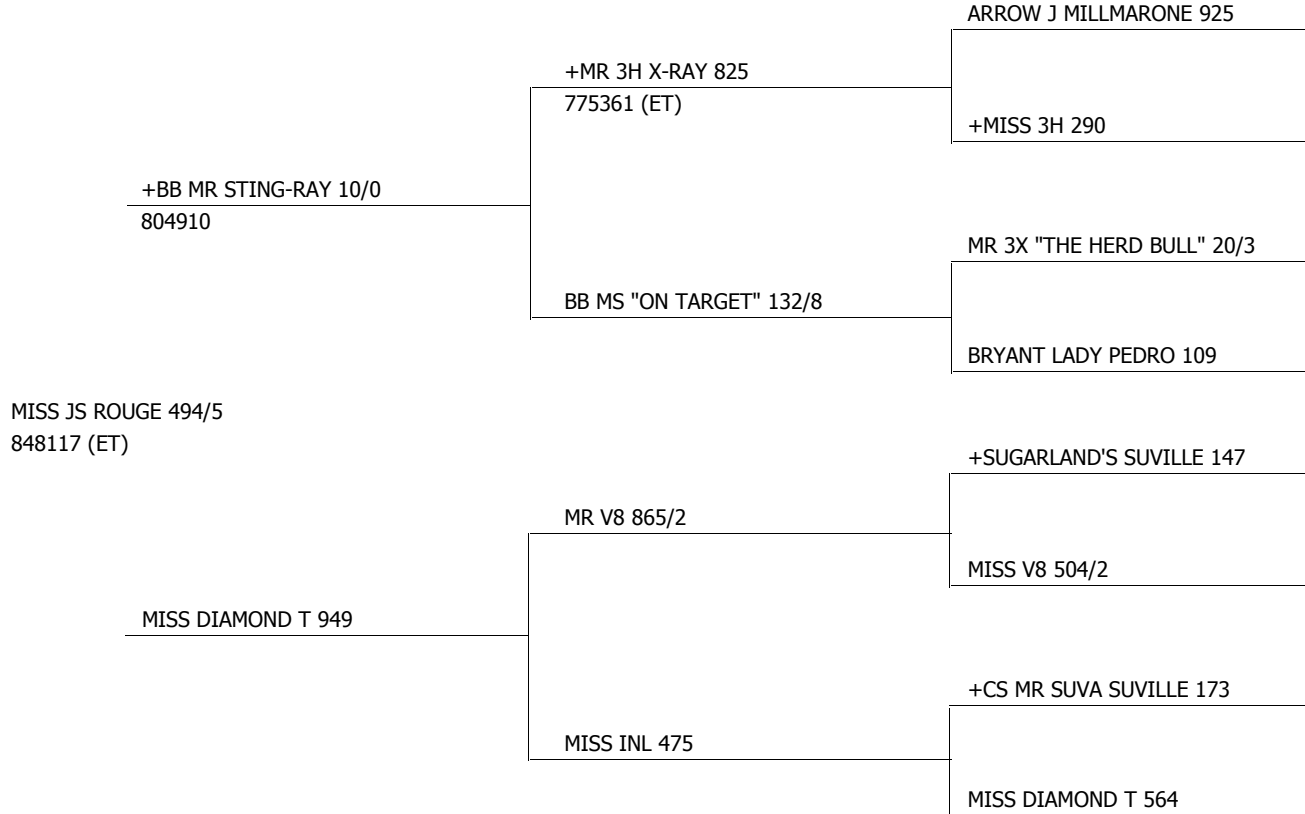 ARROW J MILLMARONE 925
+MR 3H X-RAY 825
775361 (ET)
+MISS 3H 290
+BB MR STING-RAY 10/0
804910
MR 3X "THE HERD BULL" 20/3
BB MS "ON TARGET" 132/8
BRYANT LADY PEDRO 109
MISS JS ROUGE 494/5
848117 (ET)
+SUGARLAND'S SUVILLE 147
MR V8 865/2
MISS V8 504/2
MISS DIAMOND T 949
+CS MR SUVA SUVILLE 173
MISS INL 475
MISS DIAMOND T 564